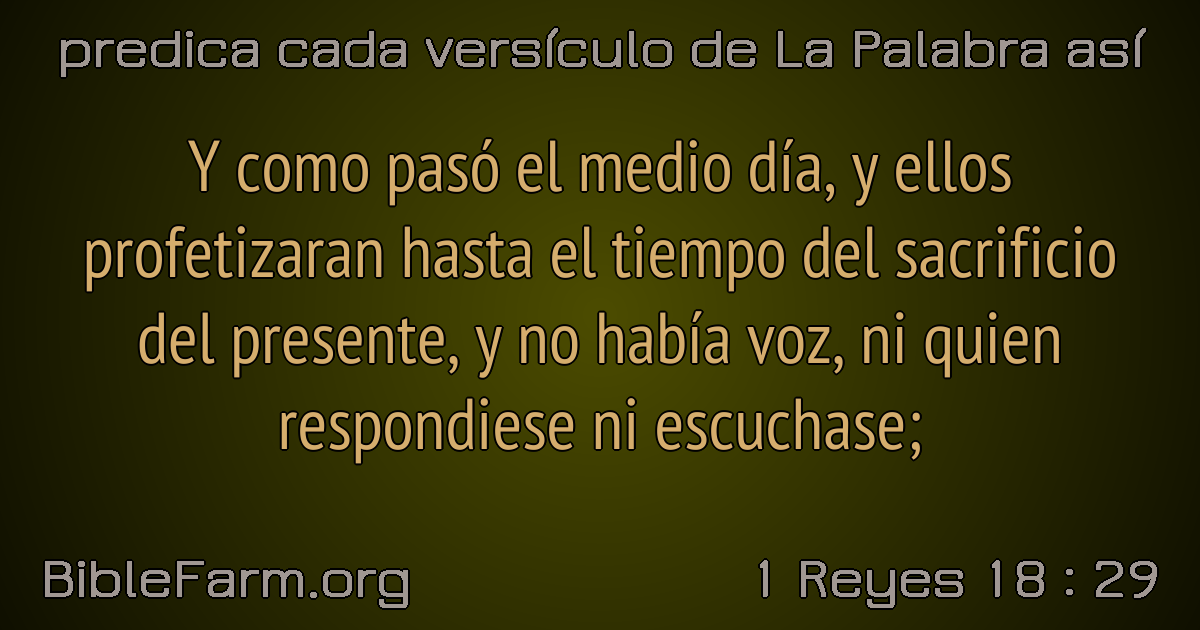 predica cada versículo de La Palabra así
Y como pasó el medio día, y ellos
profetizaran hasta el tiempo del sacrificio
del presente, y no había voz, ni quien
respondiese ni escuchase;
BibleFarm.org
1 Reyes 18 : 29